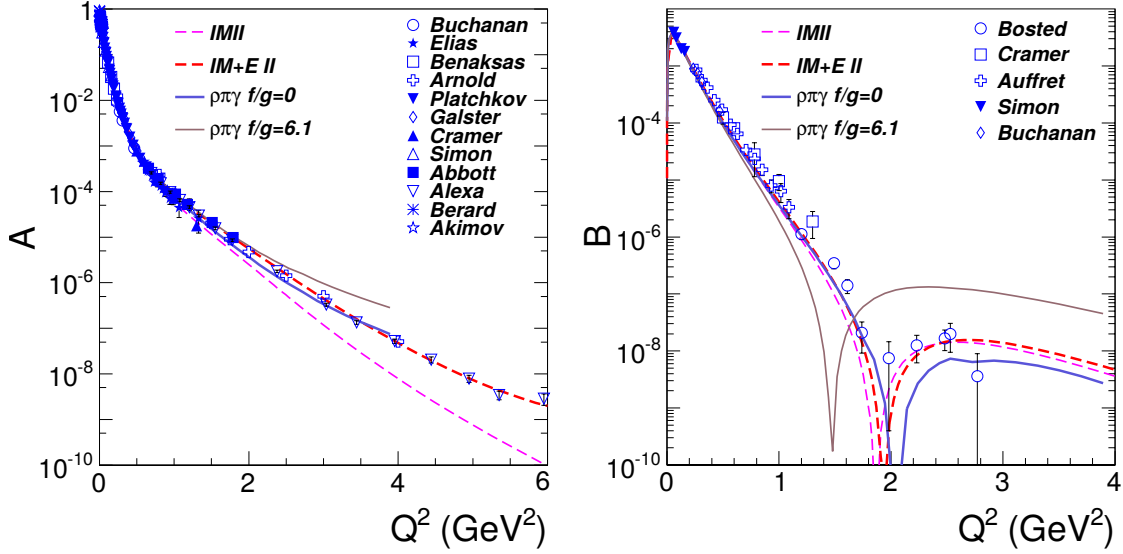 1
10^-2
10^-4
10^-6
10^-8
10^-10
A
0 2 4 6
Q^2 (GeV^2)
IMII
IM+E II
ρπγ f/g=0
ρπγ f/g=6.1
Buchanan
Elias
Benaksas
Arnold
Platchkov
Galster
Cramer
Simon
Abbott
Alexa
Berard
Akimov
10^-4
10^-6
10^-8
10^-10
B
0 1 2 3 4
Q^2 (GeV^2)
IMII
IM+E II
ρπγ f/g=0
ρπγ f/g=6.1
Bosted
Cramer
Auffret
Simon
Buchanan